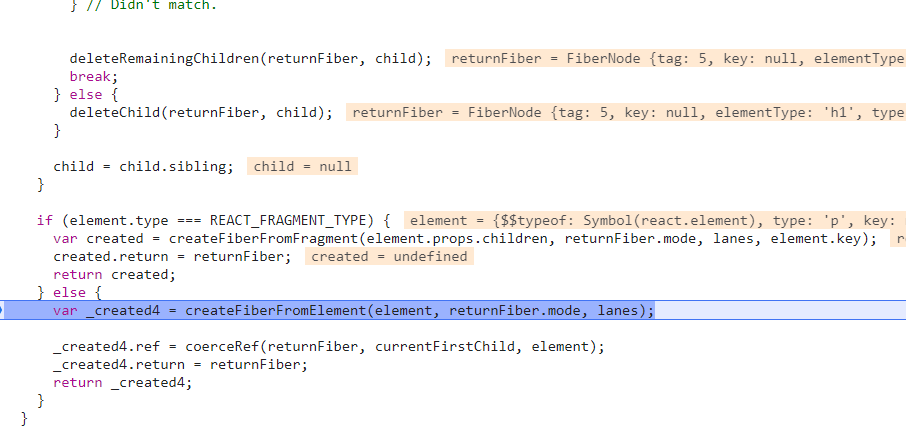 } // Didn't match.
deleteRemainingChildren(returnFiber, child); returnFiber = FiberNode {tag: 5, key: null, elementType
break;
} else {
deleteChild(returnFiber, child); returnFiber = FiberNode {tag: 5, key: null, elementType: 'h1', type
}
child = child.sibling; child = null
}
if (element.type === REACT_FRAGMENT_TYPE) { element = {$$typeof: Symbol(react.element), type: 'p', key:
var created = createFiberFromFragment(element.props.children, returnFiber.mode, lanes, element.key); r
created.return = returnFiber; created = undefined
return created;
} else {
var _created4 = createFiberFromElement(element, returnFiber.mode, lanes);
_created4.ref = coerceRef(returnFiber, currentFirstChild, element);
_created4.return = returnFiber;
return _created4;
}
}